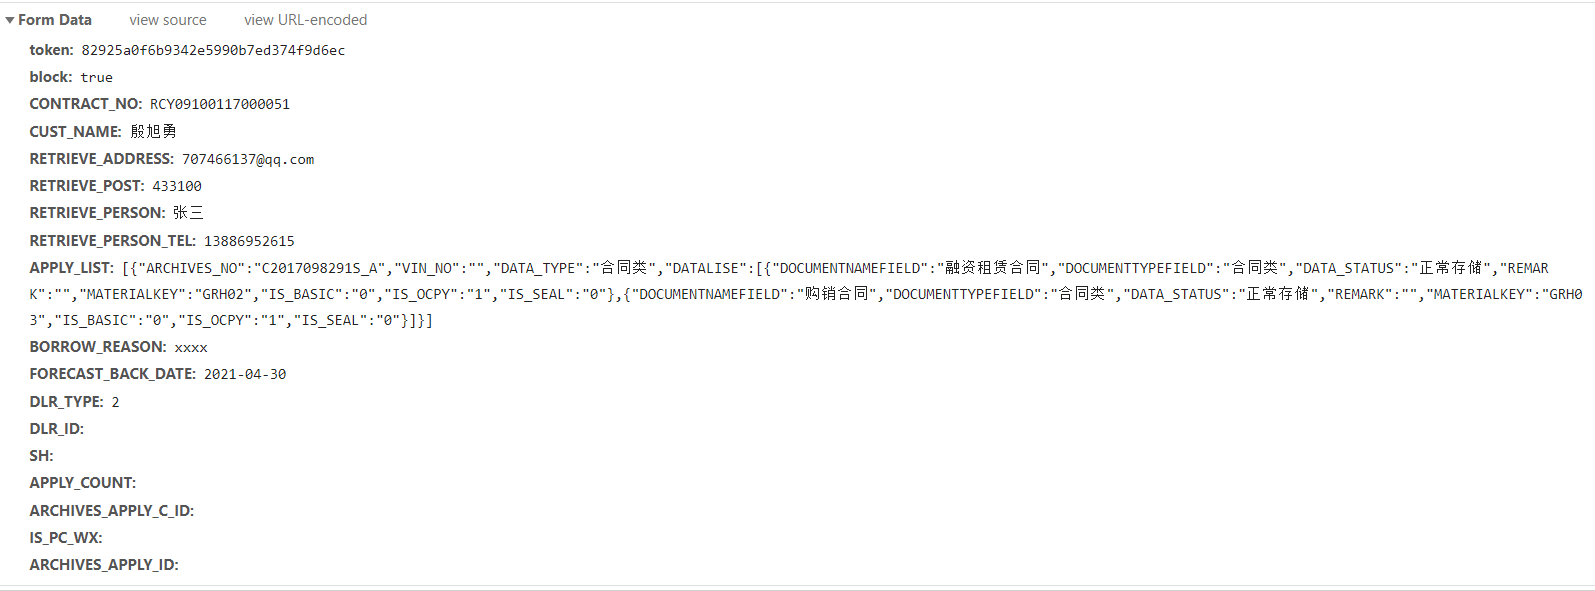 Form Data view source view URL-encoded
token: 82925a0f6b9342e5990b7ed374f9d6ec
block: true
CONTRACT_NO: RCY09100117000051
CUST_NAME: 殷旭勇
RETRIEVE_ADDRESS: 707466137@qq.com
RETRIEVE_POST: 433100
RETRIEVE_PERSON: 张三
RETRIEVE_PERSON_TEL: 13886952615
APPLY_LIST: [{"ARCHIVES_NO":"C2017098291S_A","VIN_NO":"","DATA_TYPE":"合同类","DATALISE":[{"DOCUMENTNAMEFIELD":"融资租赁合同","DOCUMENTTYPEFIELD":"合同类","DATA_STATUS":"正常存储","REMAR
K":"","MATERIALKEY":"GRH02","IS_BASIC":"0","IS_OCPY":"1","IS_SEAL":"0"},{"DOCUMENTNAMEFIELD":"购销合同","DOCUMENTTYPEFIELD":"合同类","DATA_STATUS":"正常存储","REMARK":"","MATERIALKEY":"GRH0
3","IS_BASIC":"0","IS_OCPY":"1","IS_SEAL":"0"}]}]
BORROW_REASON: xxxx
FORECAST_BACK_DATE: 2021-04-30
DLR_TYPE: 2
DLR_ID:
SH:
APPLY_COUNT:
ARCHIVES_APPLY_C_ID:
IS_PC_WX:
ARCHIVES_APPLY_ID: